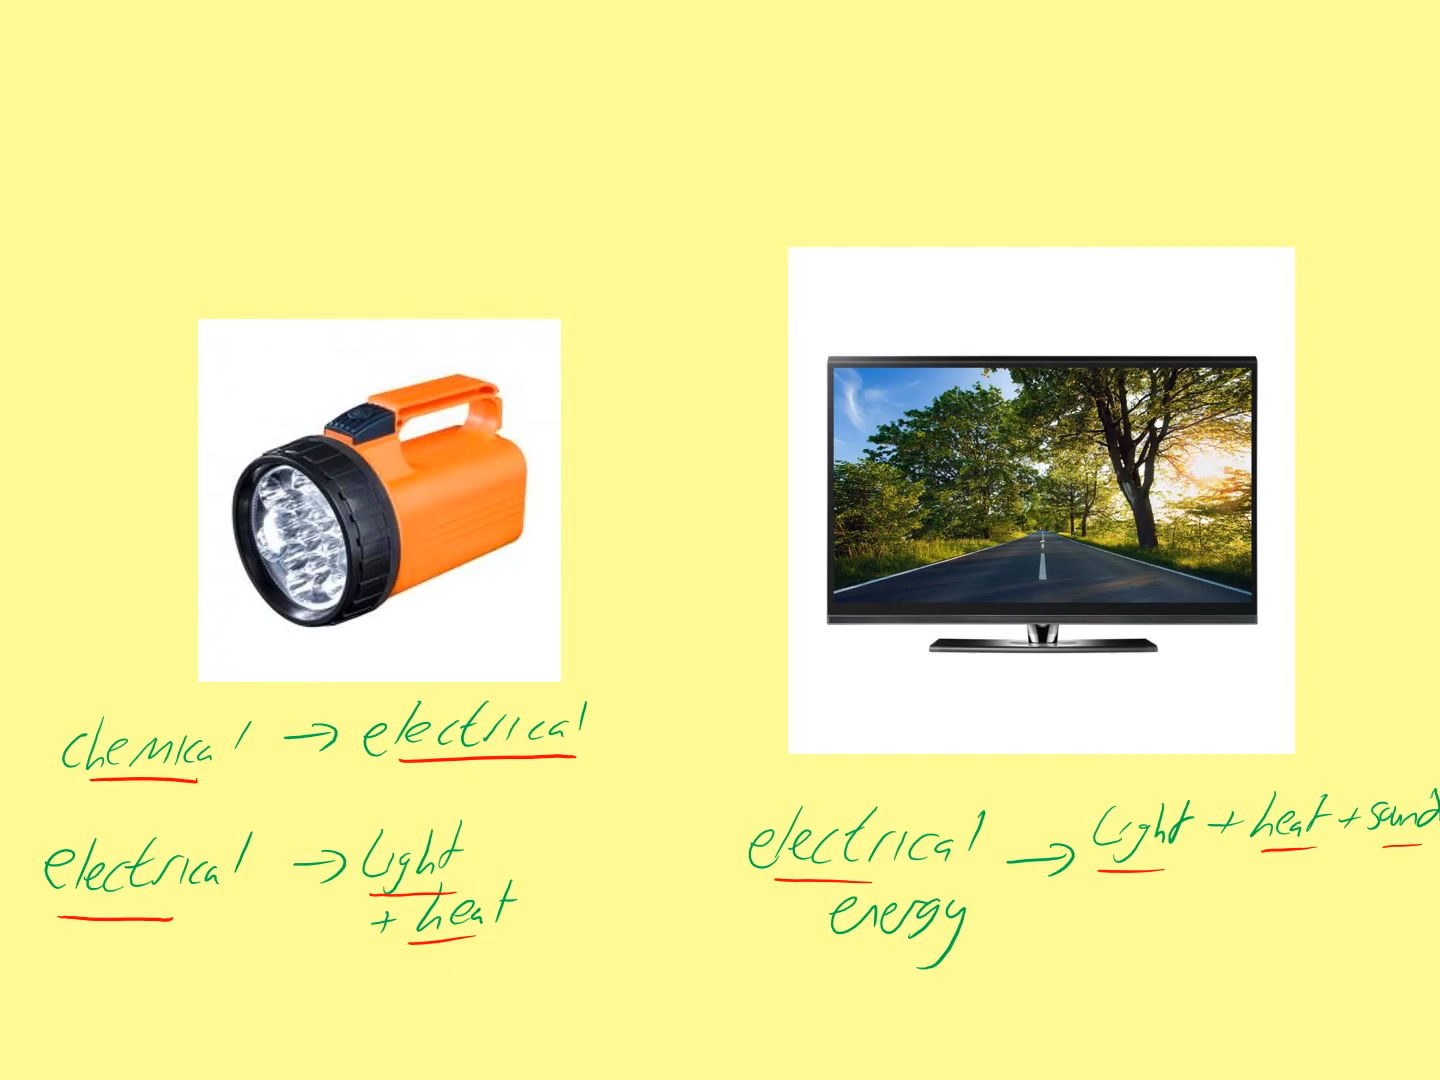 chemical → electrical
electrical → light
+ heat
electrical → light + heat + sound
energy